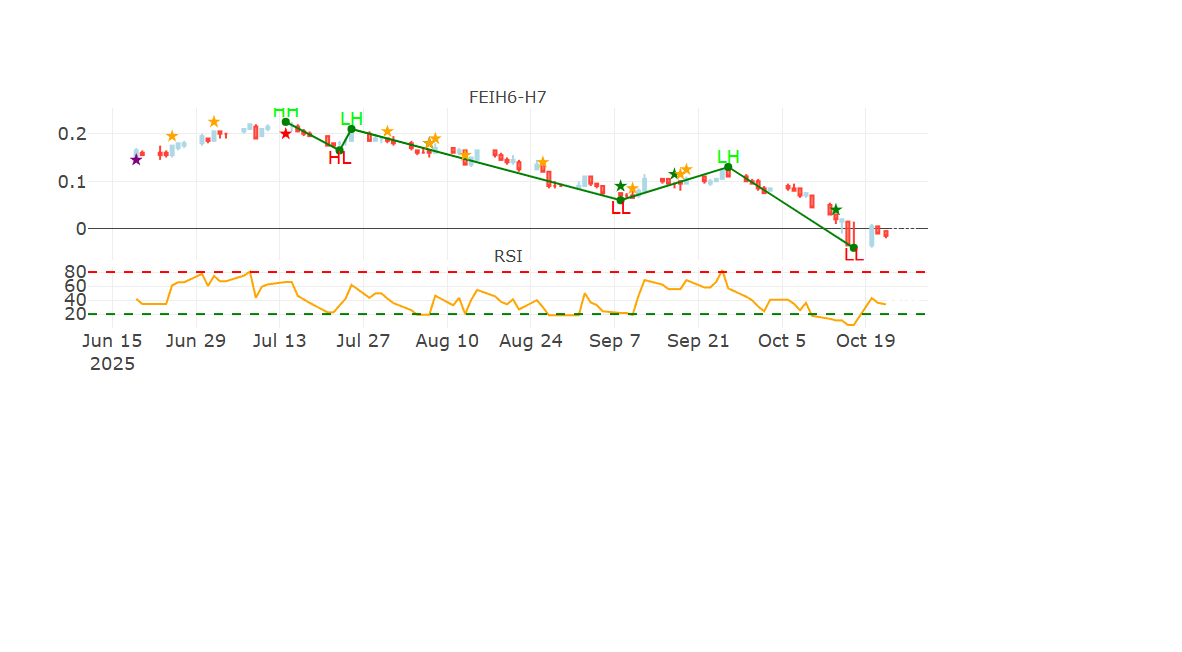 FEIH6-H7
HH
LH
0.2
HL
LH
0.1
LL
0
LL
RSI
80
60
40
20
Jun 15 Jun 29 Jul 13 Jul 27 Aug 10 Aug 24 Sep 7 Sep 21 Oct 5 Oct 19
2025